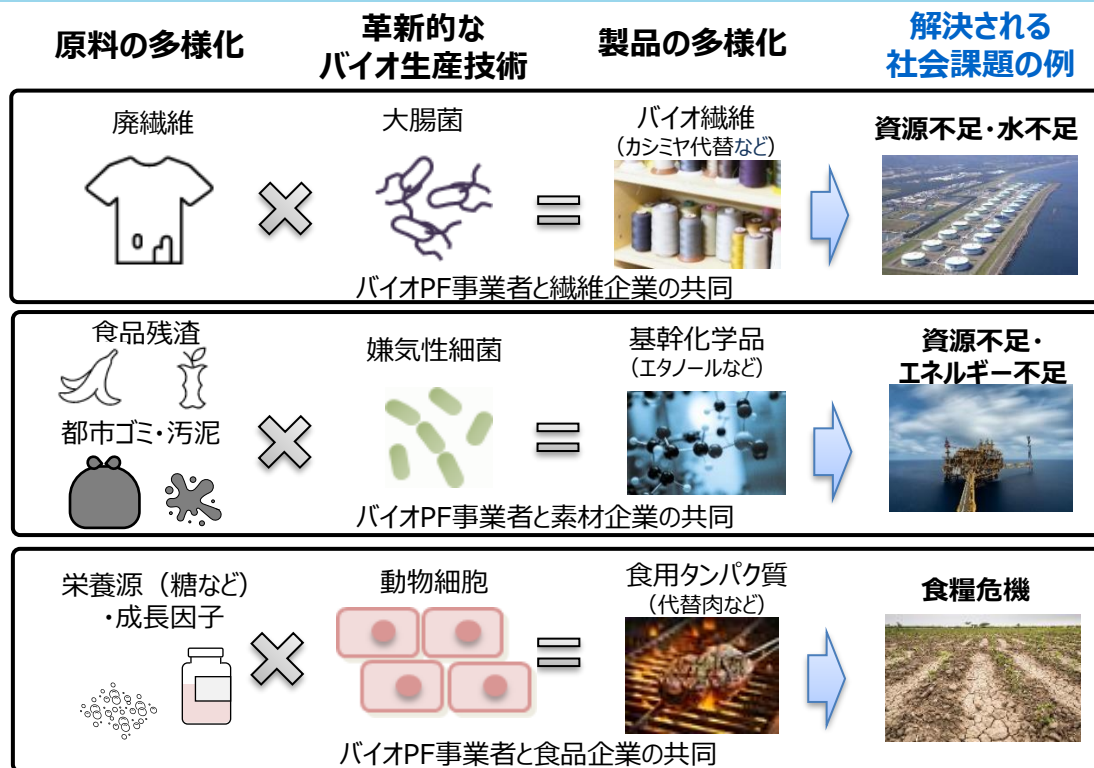 原料の多様化
革新的な
バイオ生産技術
製品の多様化
解決される
社会課題の例
廃繊維
大腸菌
バイオ繊維
（カシミヤ代替など）
資源不足・水不足
バイオPF事業者と繊維企業の共同
食品残渣
都市ゴミ・汚泥
嫌気性細菌
基幹化学品
（エタノールなど）
資源不足・
エネルギー不足
バイオPF事業者と素材企業の共同
栄養源（糖など）
・成長因子
動物細胞
食用タンパク質
（代替肉など）
食糧危機
バイオPF事業者と食品企業の共同